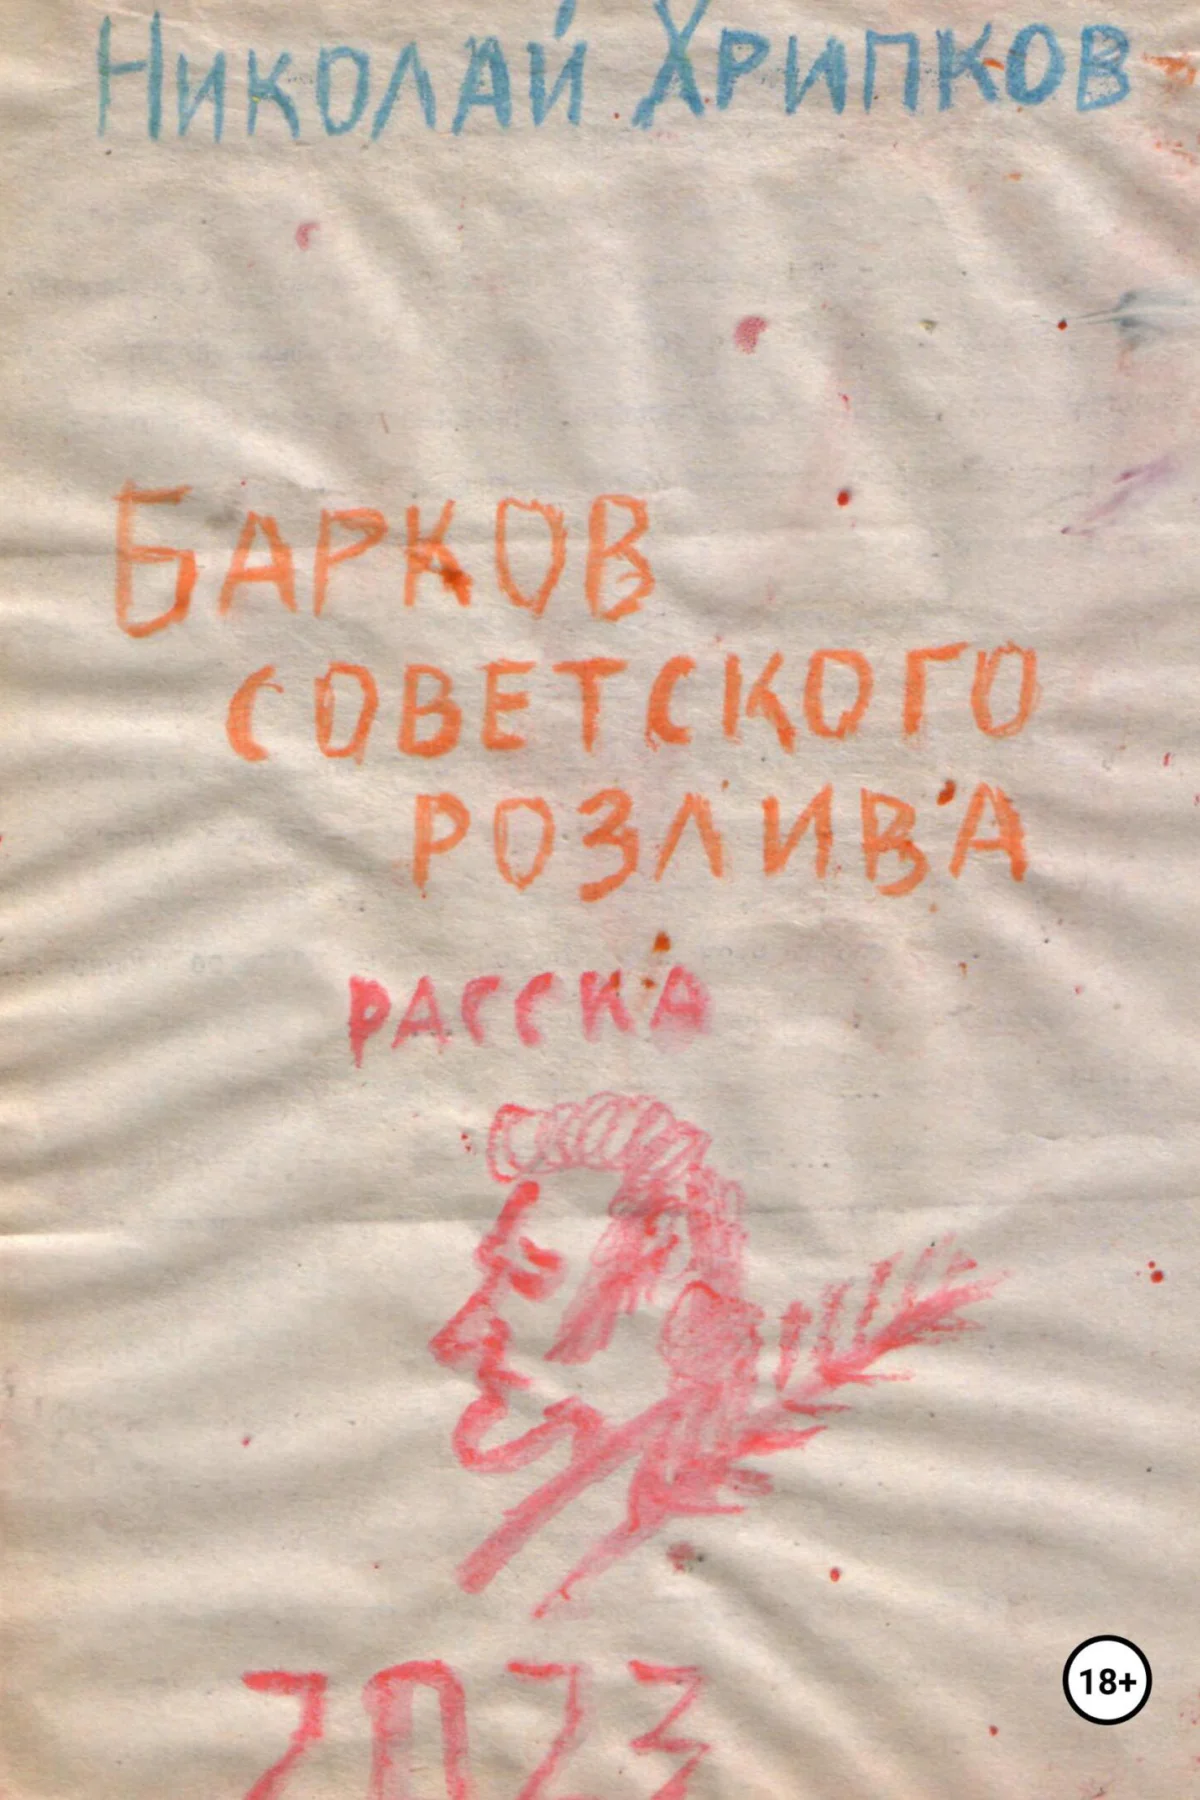 Николай Хрипков
Барков
советского
розлива
расска
2023
18+